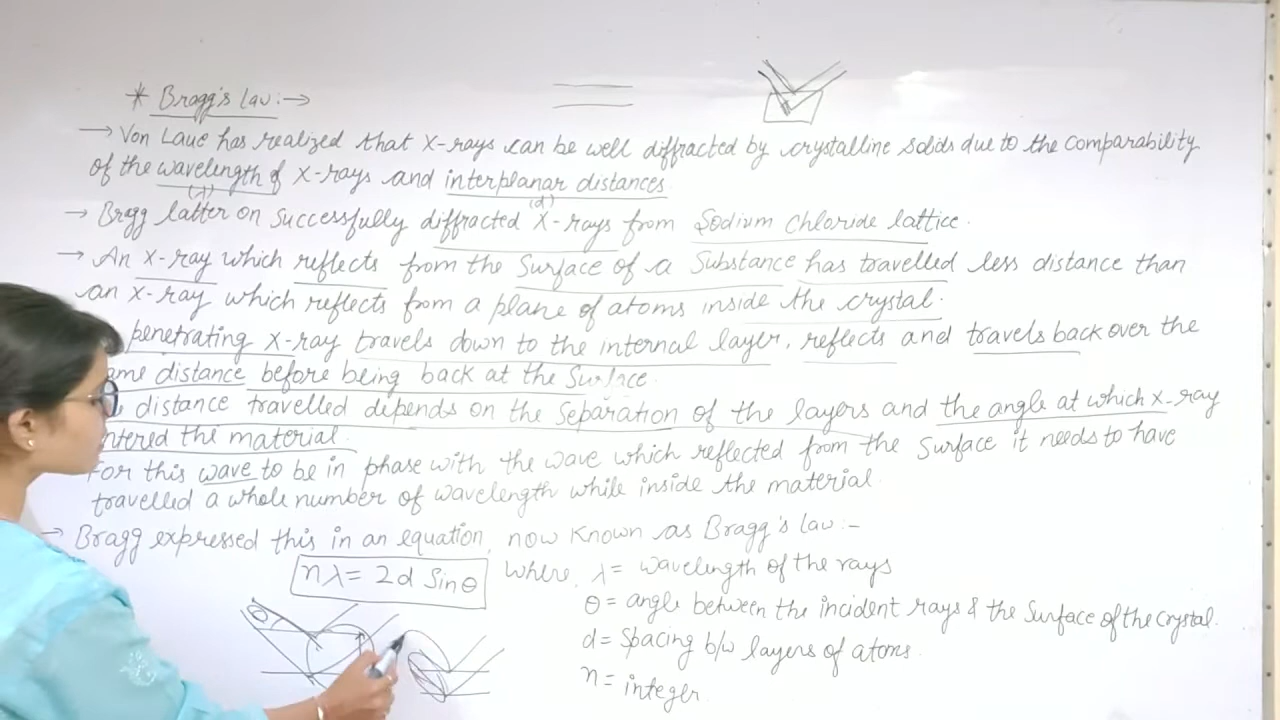 * Bragg's Law:→
→ Von Laue has realized that X-rays can be well diffracted by crystalline solids due to the comparability
of the wavelength of X-rays and interplanar distances.
(λ) (d)
→ Bragg latter on successfully diffracted X-rays from Sodium Chloride lattice.
→ An X-ray which reflects from the surface of a substance has travelled less distance than
an X-ray which reflects from a plane of atoms inside the crystal.
penetrating X-ray travels down to the internal layer, reflects and travels back over the
ame distance before being back at the surface.
distance travelled depends on the separation of the layers and the angle at which X-ray
ntered the material.
For this wave to be in phase with the wave which reflected from the surface it needs to have
travelled a whole number of wavelength while inside the material.
→ Bragg expressed this in an equation, now known as Bragg's law:-
nλ = 2d Sinθ where, λ = wavelength of the rays
θ = angle between the incident rays & the surface of the crystal.
d = Spacing b/w layers of atoms.
n = integer.
θ